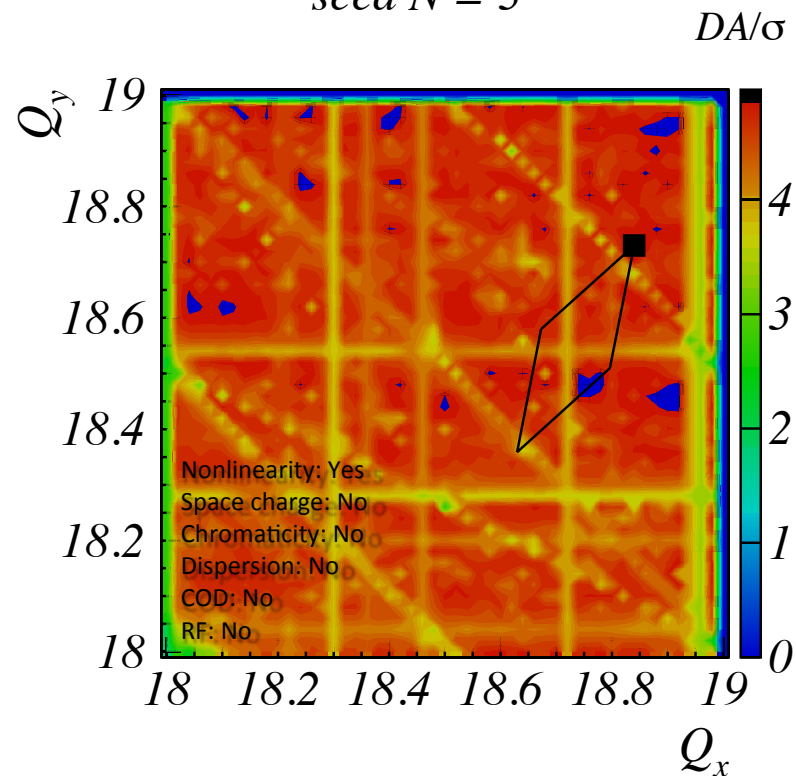 seed N = 5
DA/σ
Q_y
19
18.8
18.6
18.4
18.2
18
4
3
2
1
0
Nonlinearity: Yes
Space charge: No
Chromaticity: No
Dispersion: No
COD: No
RF: No
18 18.2 18.4 18.6 18.8 19
Q_x